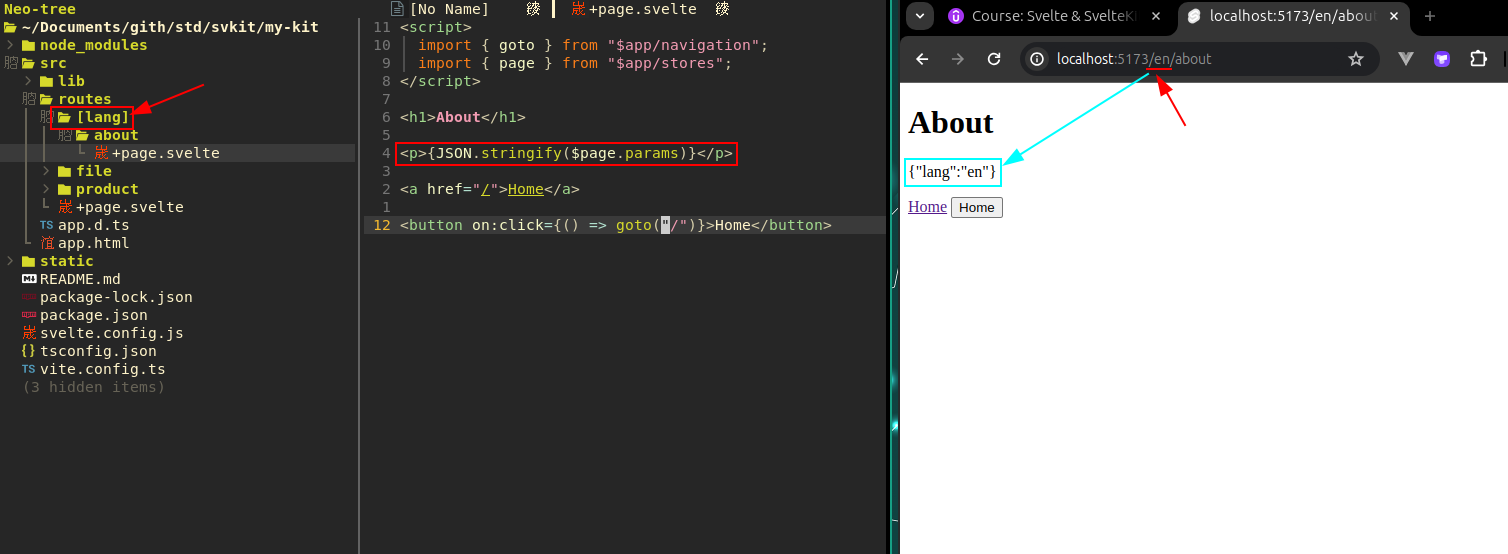 Neo-tree
~/Documents/gith/std/svkit/my-kit
node_modules
src
lib
routes
[lang]
about
+page.svelte
file
product
+page.svelte
TS app.d.ts
app.html
static
README.md
package-lock.json
package.json
svelte.config.js
{} tsconfig.json
TS vite.config.ts
(3 hidden items)
[No Name]
+page.svelte
11 <script>
10 import { goto } from "$app/navigation";
9 import { page } from "$app/stores";
8 </script>
7
6 <h1>About</h1>
5
4 <p>{JSON.stringify($page.params)}</p>
3
2 <a href="/">Home</a>
1
12 <button on:click={() => goto("/")}>Home</button>
Course: Svelte & SvelteK
localhost:5173/en/about
localhost:5173/en/about
About
{"lang":"en"}
Home Home